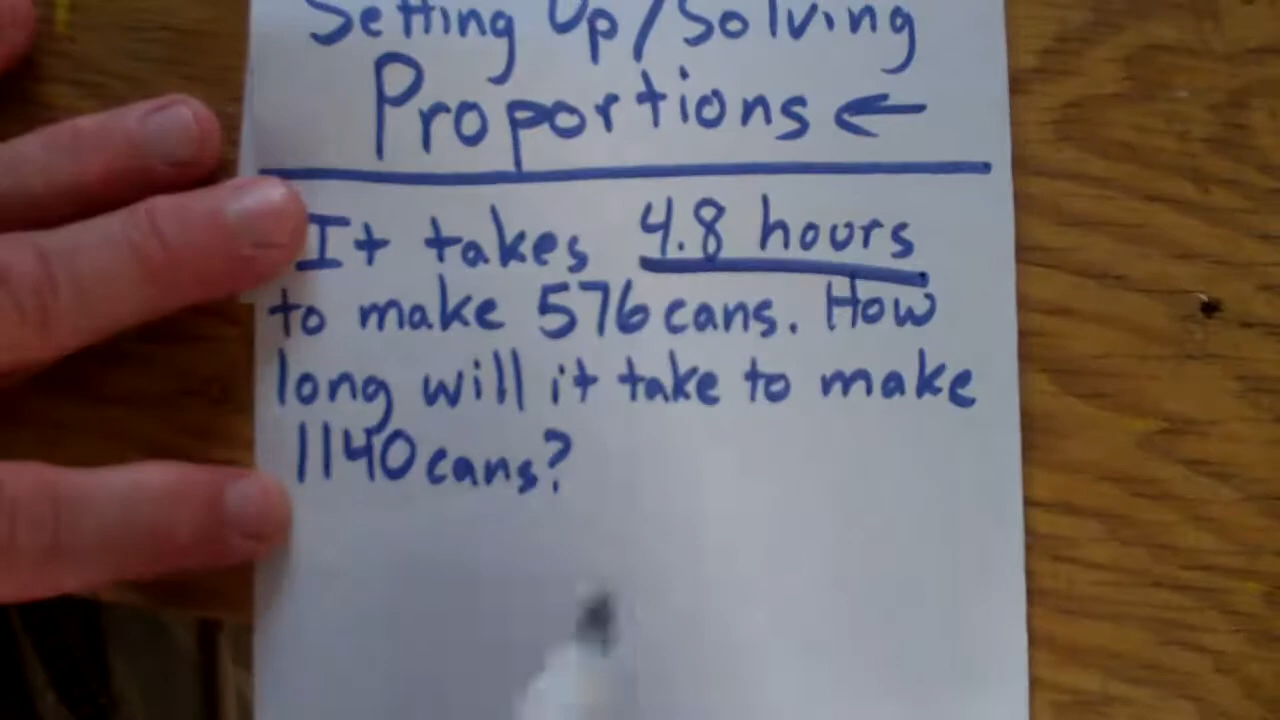 Setting Up/Solving
Proportions ←
It takes 4.8 hours
to make 576 cans. How
long will it take to make
1140 cans?